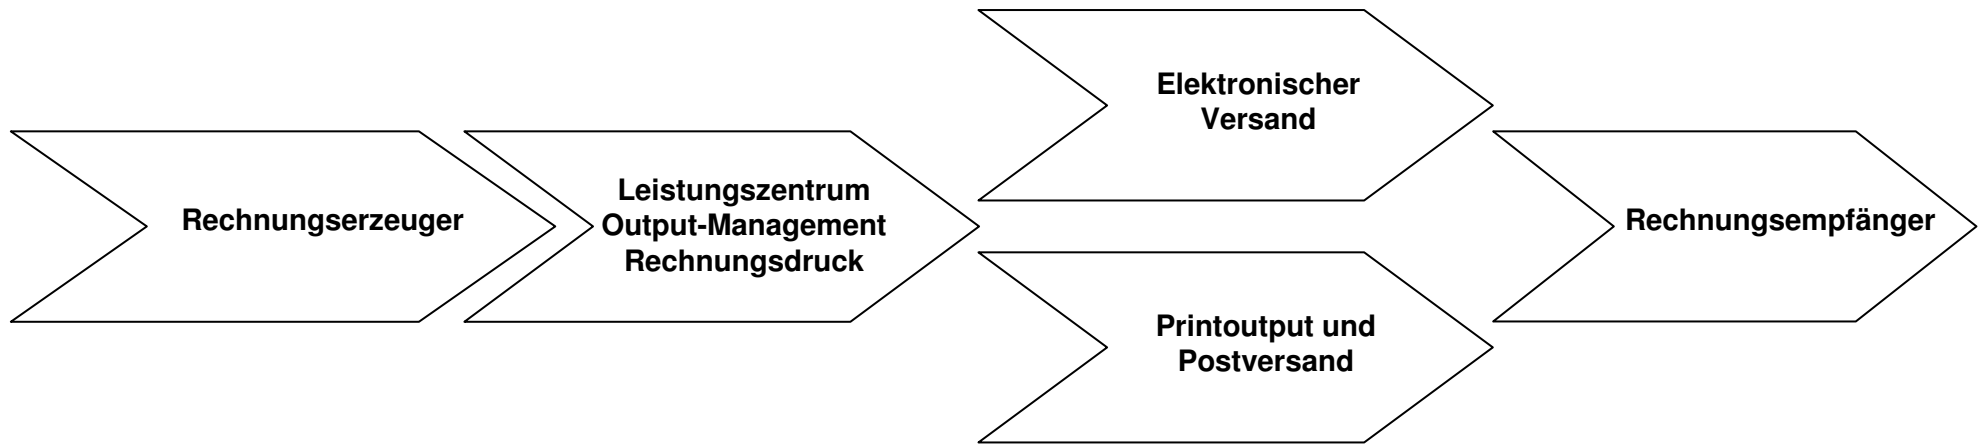 Rechnungserzeuger
Leistungszentrum
Output-Management
Rechnungsdruck
Elektronischer
Versand
Printoutput und
Postversand
Rechnungsempfänger